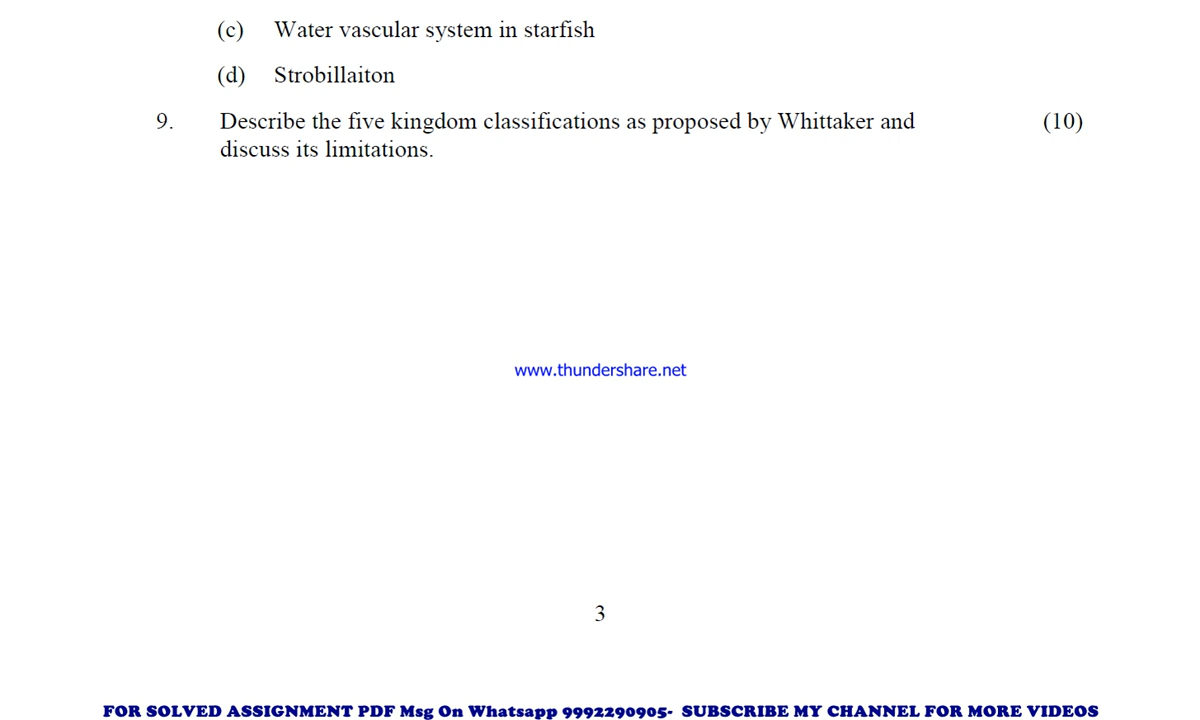 (c) Water vascular system in starfish
(d) Strobillaiton
9. Describe the five kingdom classifications as proposed by Whittaker and (10)
discuss its limitations.
www.thundershare.net
3
FOR SOLVED ASSIGNMENT PDF Msg On Whatsapp 9992290905- SUBSCRIBE MY CHANNEL FOR MORE VIDEOS